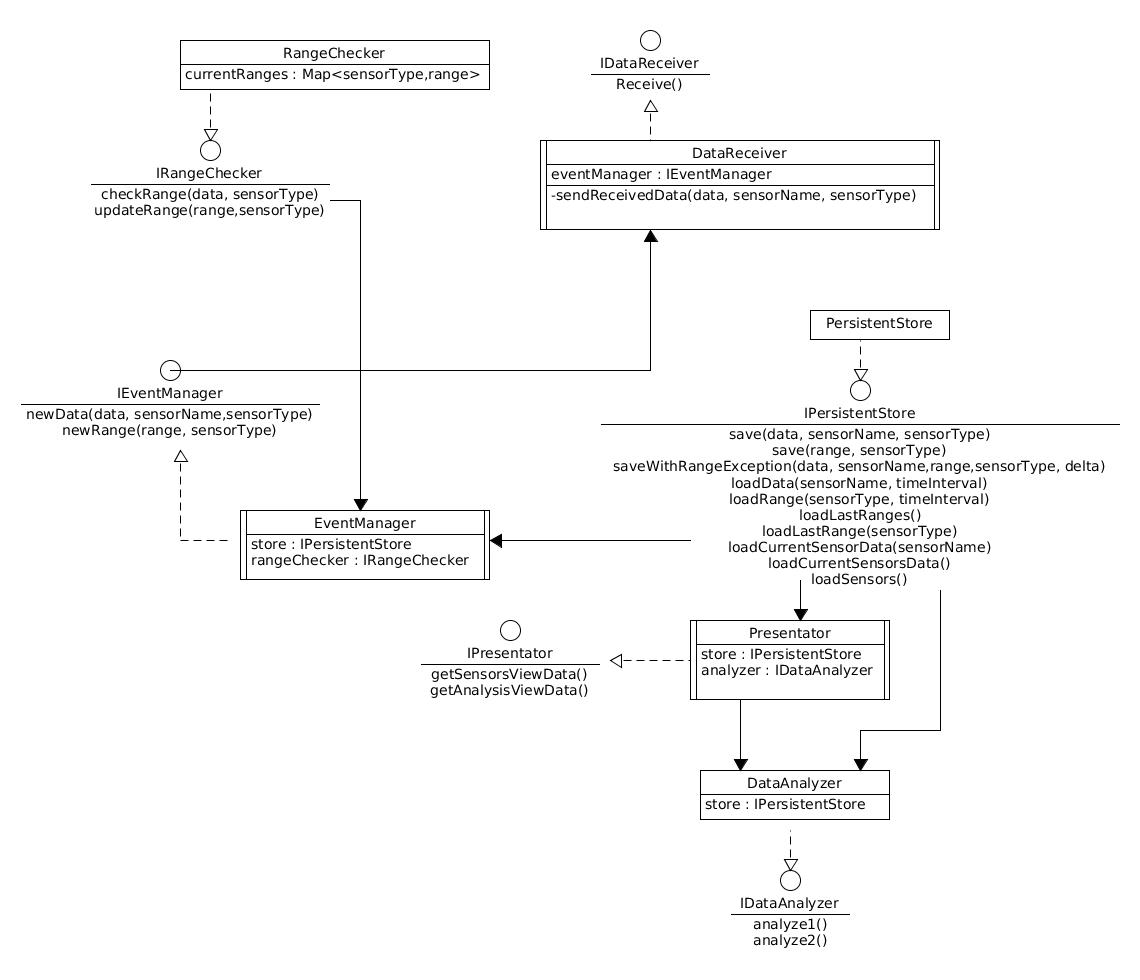 RangeChecker
currentRanges : Map<sensorType,range>
IRangeChecker
checkRange(data, sensorType)
updateRange(range,sensorType)
IDataReceiver
Receive()
DataReceiver
eventManager : IEventManager
-sendReceivedData(data, sensorName, sensorType)
PersistentStore
IEventManager
newData(data, sensorName,sensorType)
newRange(range, sensorType)
IPersistentStore
save(data, sensorName, sensorType)
save(range, sensorType)
saveWithRangeException(data, sensorName,range,sensorType, delta)
loadData(sensorName, timeInterval)
loadRange(sensorType, timeInterval)
loadLastRanges()
loadLastRange(sensorType)
loadCurrentSensorData(sensorName)
loadCurrentSensorsData()
loadSensors()
EventManager
store : IPersistentStore
rangeChecker : IRangeChecker
IPresentator
getSensorsViewData()
getAnalysisViewData()
Presentator
store : IPersistentStore
analyzer : IDataAnalyzer
DataAnalyzer
store : IPersistentStore
IDataAnalyzer
analyze1()
analyze2()